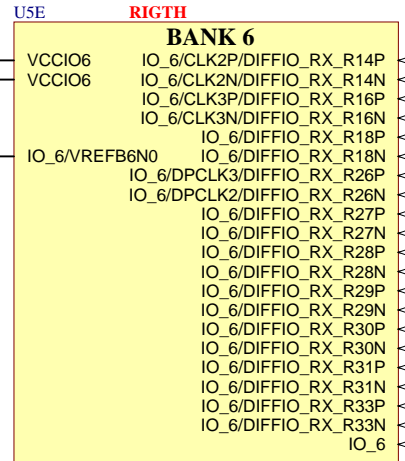 U5E RIGTH
BANK 6
VCCIO6 IO_6/CLK2P/DIFFIO_RX_R14P
VCCIO6 IO_6/CLK2N/DIFFIO_RX_R14N
IO_6/CLK3P/DIFFIO_RX_R16P
IO_6/CLK3N/DIFFIO_RX_R16N
IO_6/DIFFIO_RX_R18P
IO_6/VREFB6N0 IO_6/DIFFIO_RX_R18N
IO_6/DPCLK3/DIFFIO_RX_R26P
IO_6/DPCLK2/DIFFIO_RX_R26N
IO_6/DIFFIO_RX_R27P
IO_6/DIFFIO_RX_R27N
IO_6/DIFFIO_RX_R28P
IO_6/DIFFIO_RX_R28N
IO_6/DIFFIO_RX_R29P
IO_6/DIFFIO_RX_R29N
IO_6/DIFFIO_RX_R30P
IO_6/DIFFIO_RX_R30N
IO_6/DIFFIO_RX_R31P
IO_6/DIFFIO_RX_R31N
IO_6/DIFFIO_RX_R33P
IO_6/DIFFIO_RX_R33N
IO_6